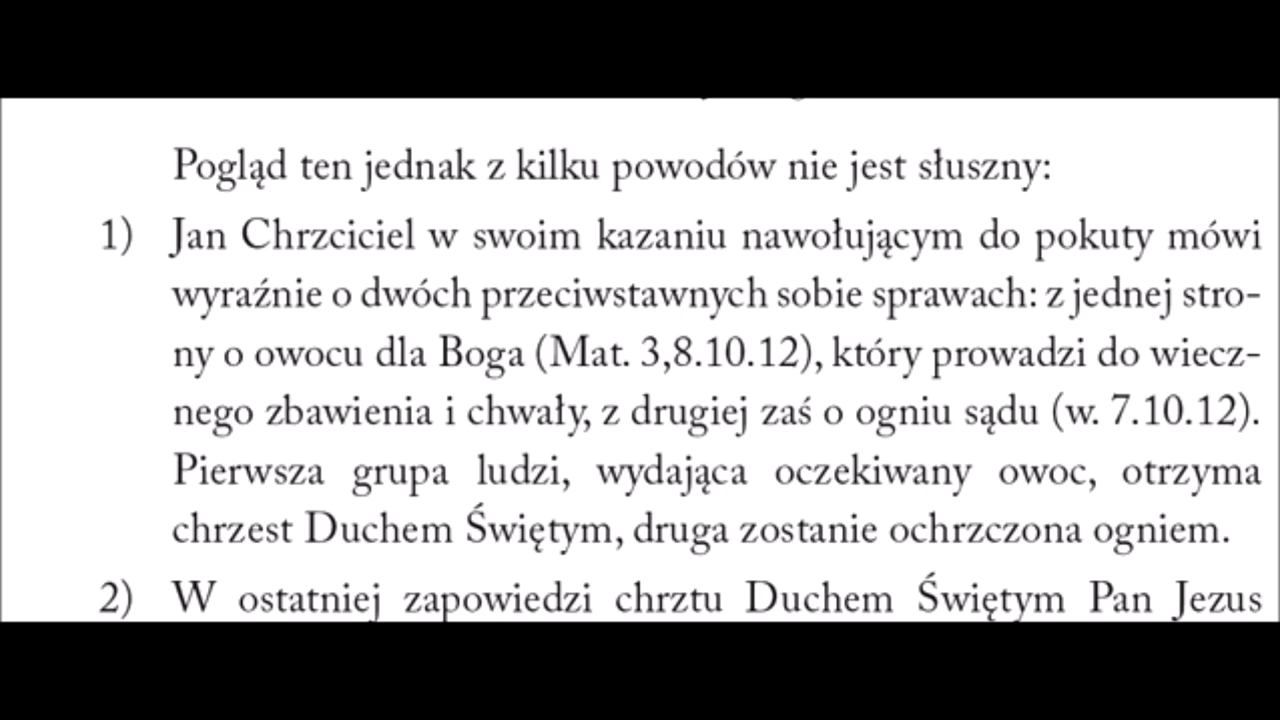 Pogląd ten jednak z kilku powodów nie jest słuszny:
1) Jan Chrzciciel w swoim kazaniu nawołującym do pokuty mówi
wyraźnie o dwóch przeciwstawnych sobie sprawach: z jednej stro-
ny o owocu dla Boga (Mat. 3,8.10.12), który prowadzi do wiecz-
nego zbawienia i chwały, z drugiej zaś o ogniu sądu (w. 7.10.12).
Pierwsza grupa ludzi, wydająca oczekiwany owoc, otrzyma
chrzest Duchem Świętym, druga zostanie ochrzczona ogniem.
2) W ostatniej zapowiedzi chrztu Duchem Świętym Pan Jezus